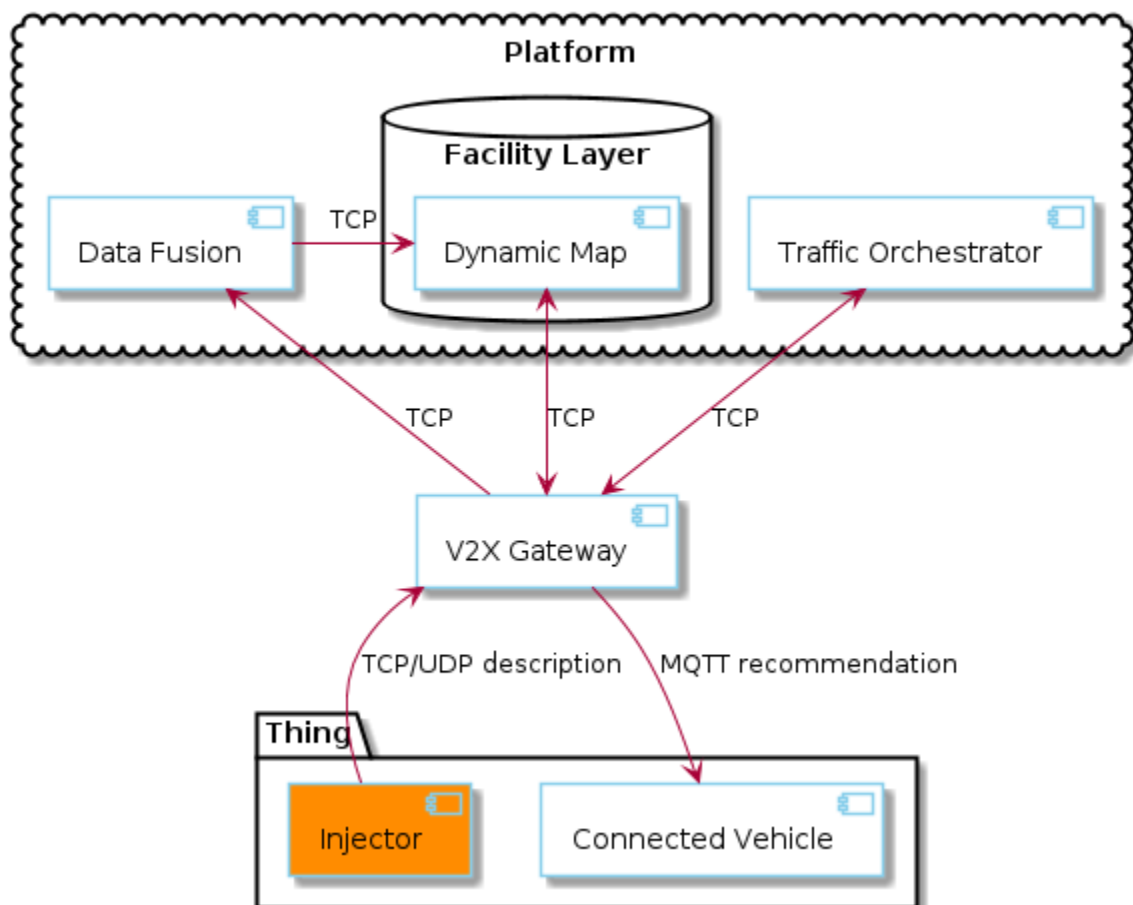 Platform
Facility Layer
TCP
Data Fusion
Dynamic Map
Traffic Orchestrator
TCP
TCP
TCP
V2X Gateway
TCP/UDP description
MQTT recommendation
Thing
Injector
Connected Vehicle